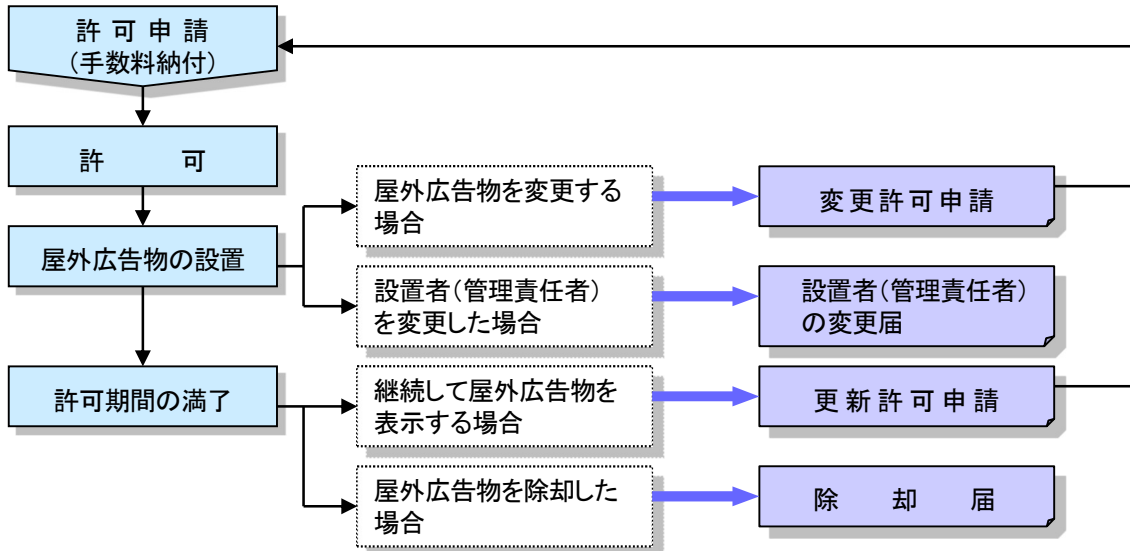 許可申請
(手数料納付)
許可
屋外広告物を変更する
場合
変更許可申請
屋外広告物の設置
設置者(管理責任者)
を変更した場合
設置者(管理責任者)
の変更届
許可期間の満了
継続して屋外広告物を
表示する場合
更新許可申請
屋外広告物を除却した
場合
除却届